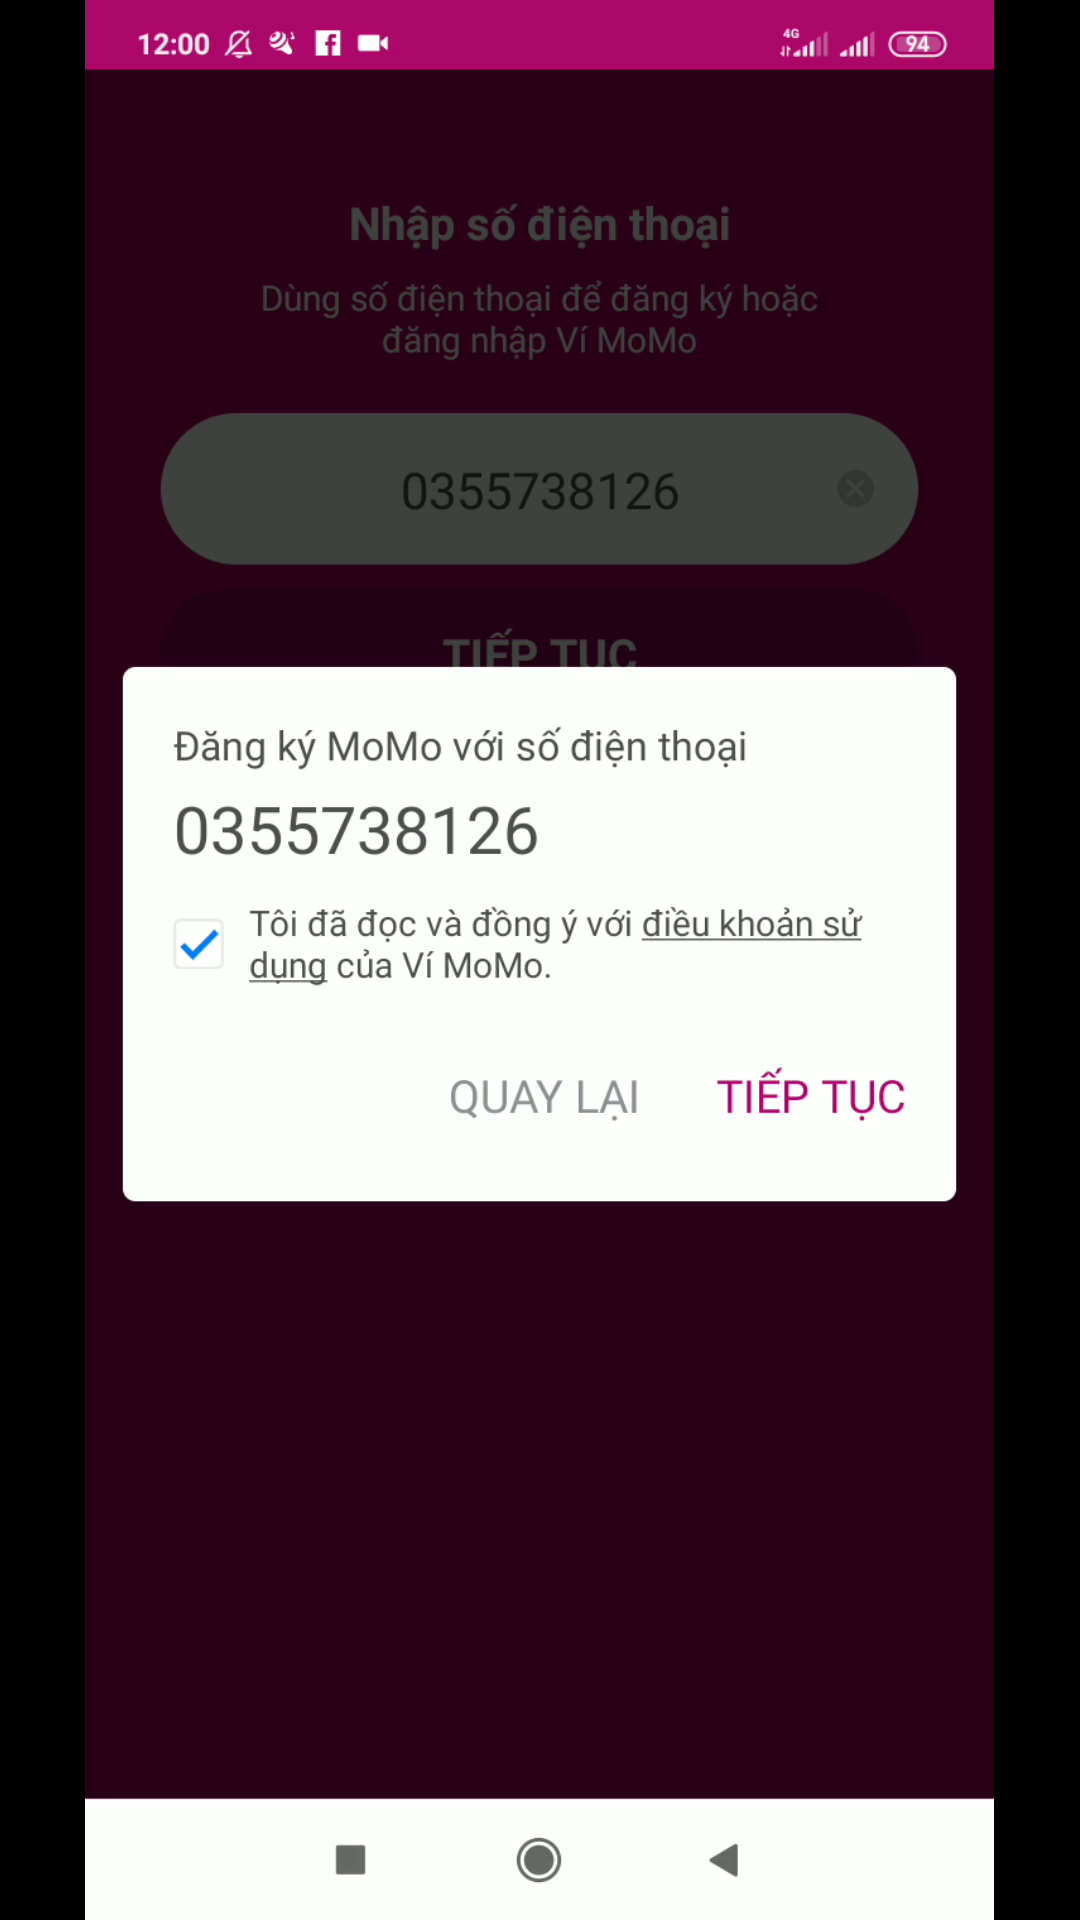 12:00
4G
94
Nhập số điện thoại
Dùng số điện thoại để đăng ký hoặc
đăng nhập Ví MoMo
0355738126
TIẾP TỤC
Đăng ký MoMo với số điện thoại
0355738126
Tôi đã đọc và đồng ý với điều khoản sử
dụng của Ví MoMo.
QUAY LẠI TIẾP TỤC